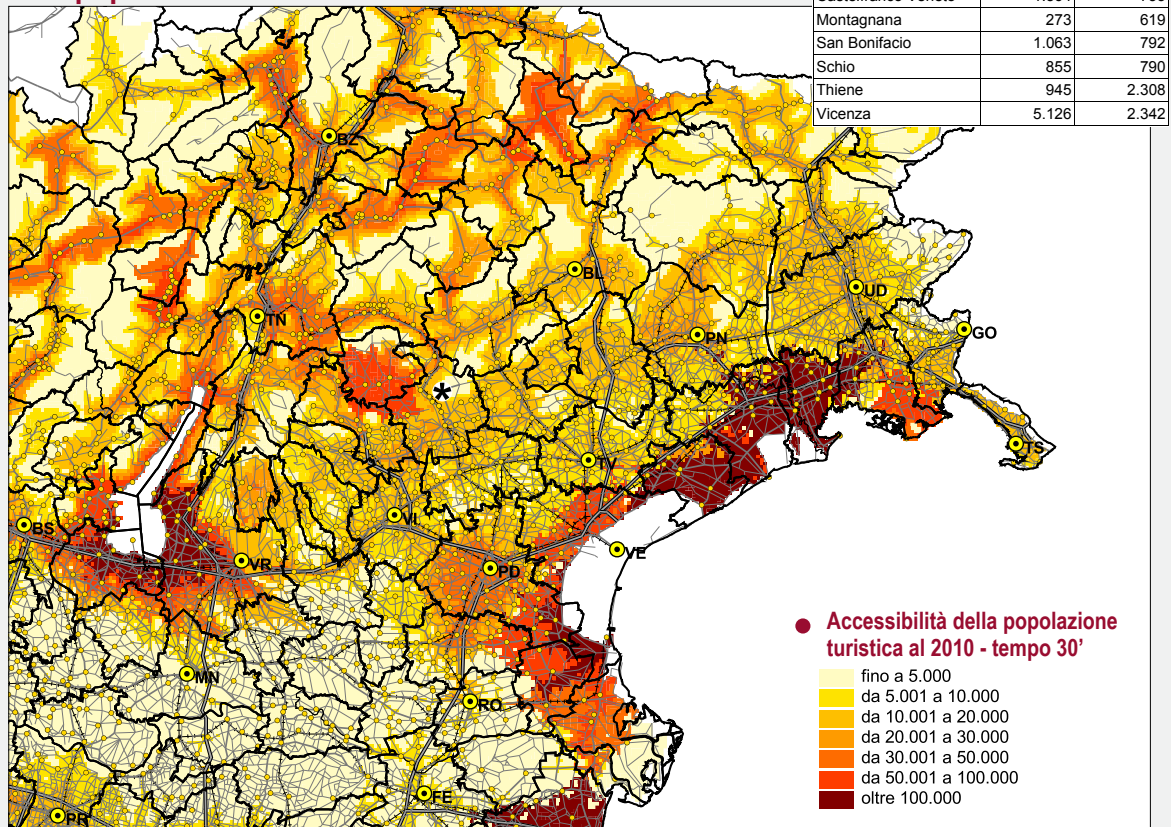 Montagnana 273 619
San Bonifacio 1.063 792
Schio 855 790
Thiene 945 2.308
Vicenza 5.126 2.342
BZ
BL
UD
TN
PN
GO
*
TS
TV
VI
BS
VE
VR
PD
Accessibilità della popolazione
turistica al 2010 - tempo 30'
fino a 5.000
MN
da 5.001 a 10.000
RO
da 10.001 a 20.000
da 20.001 a 30.000
da 30.001 a 50.000
da 50.001 a 100.000
FE
oltre 100.000
PR